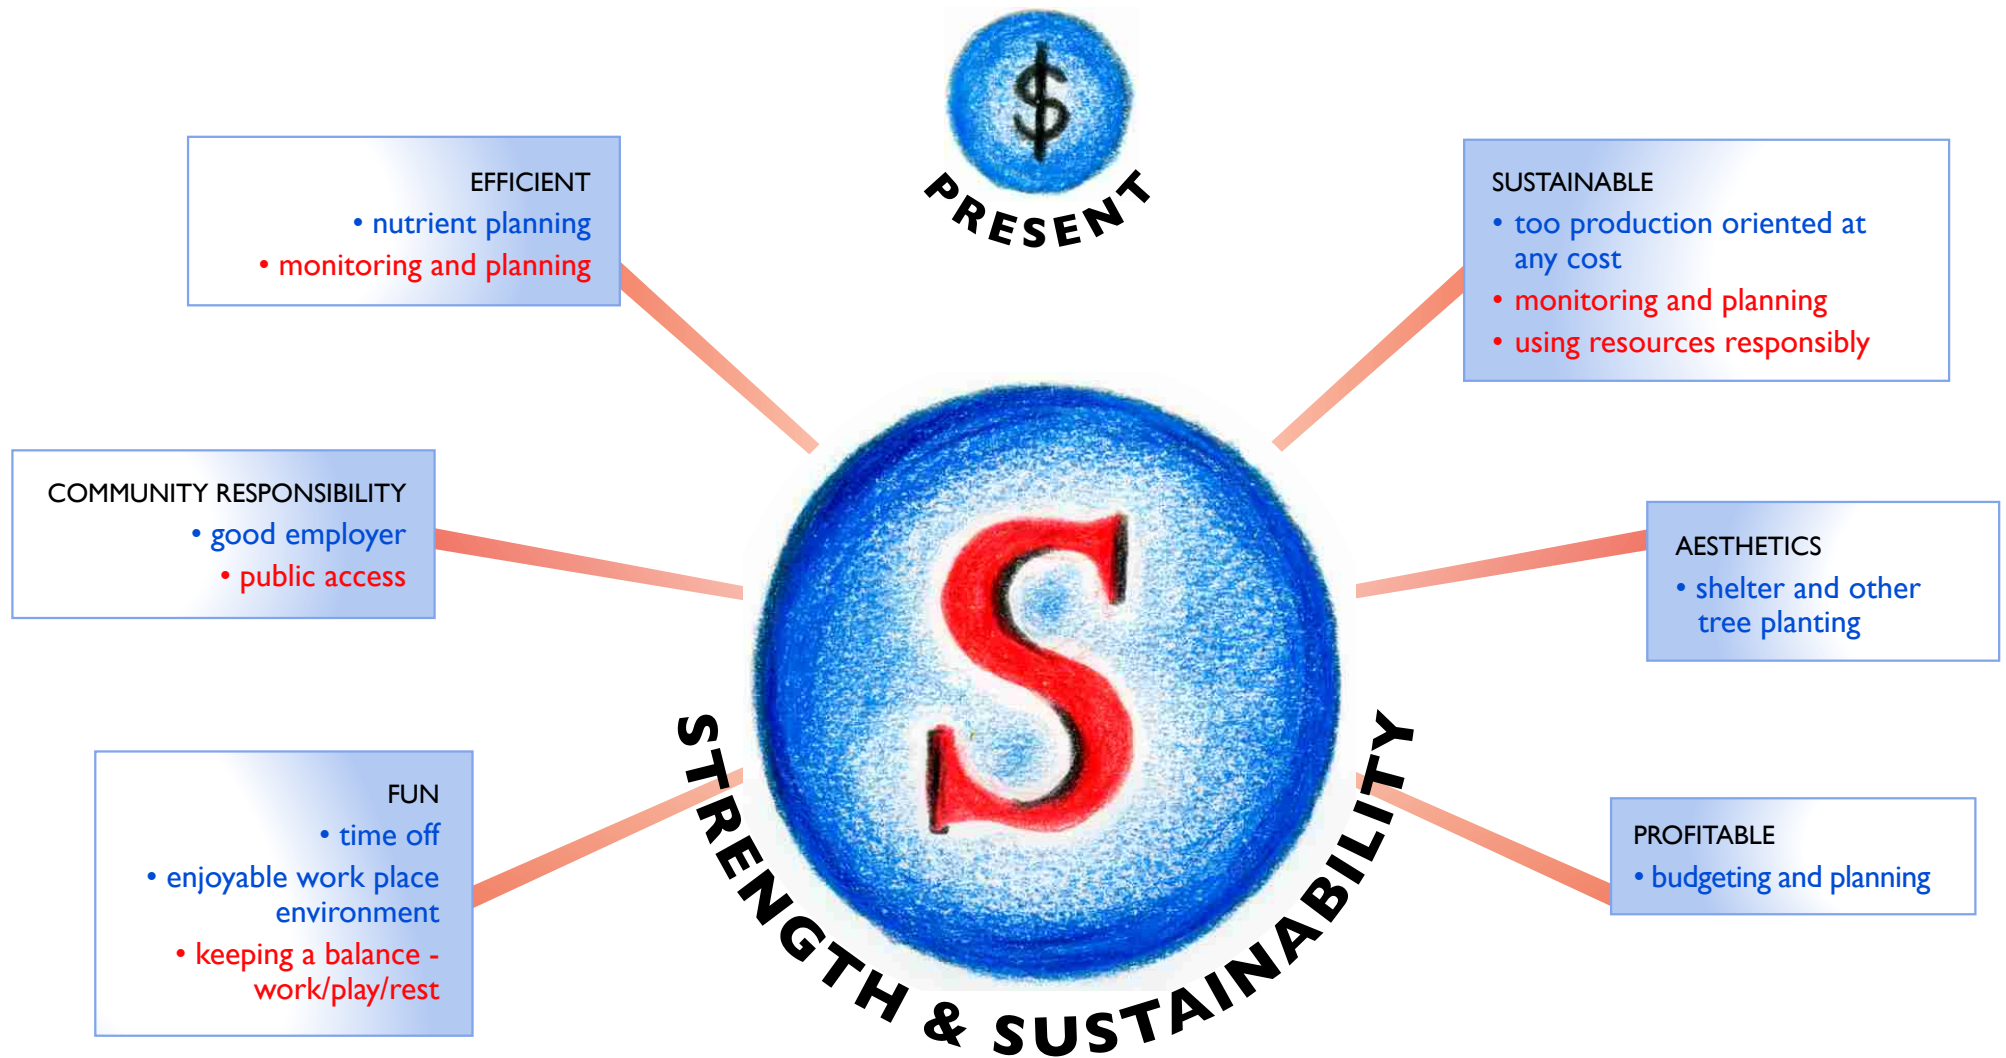 $
PRESENT
EFFICIENT
• nutrient planning
• monitoring and planning
SUSTAINABLE
• too production oriented at
any cost
• monitoring and planning
• using resources responsibly
COMMUNITY RESPONSIBILITY
• good employer
• public access
AESTHETICS
• shelter and other
tree planting
FUN
• time off
• enjoyable work place
environment
• keeping a balance -
work/play/rest
PROFITABLE
• budgeting and planning
S
STRENGTH & SUSTAINABILITY